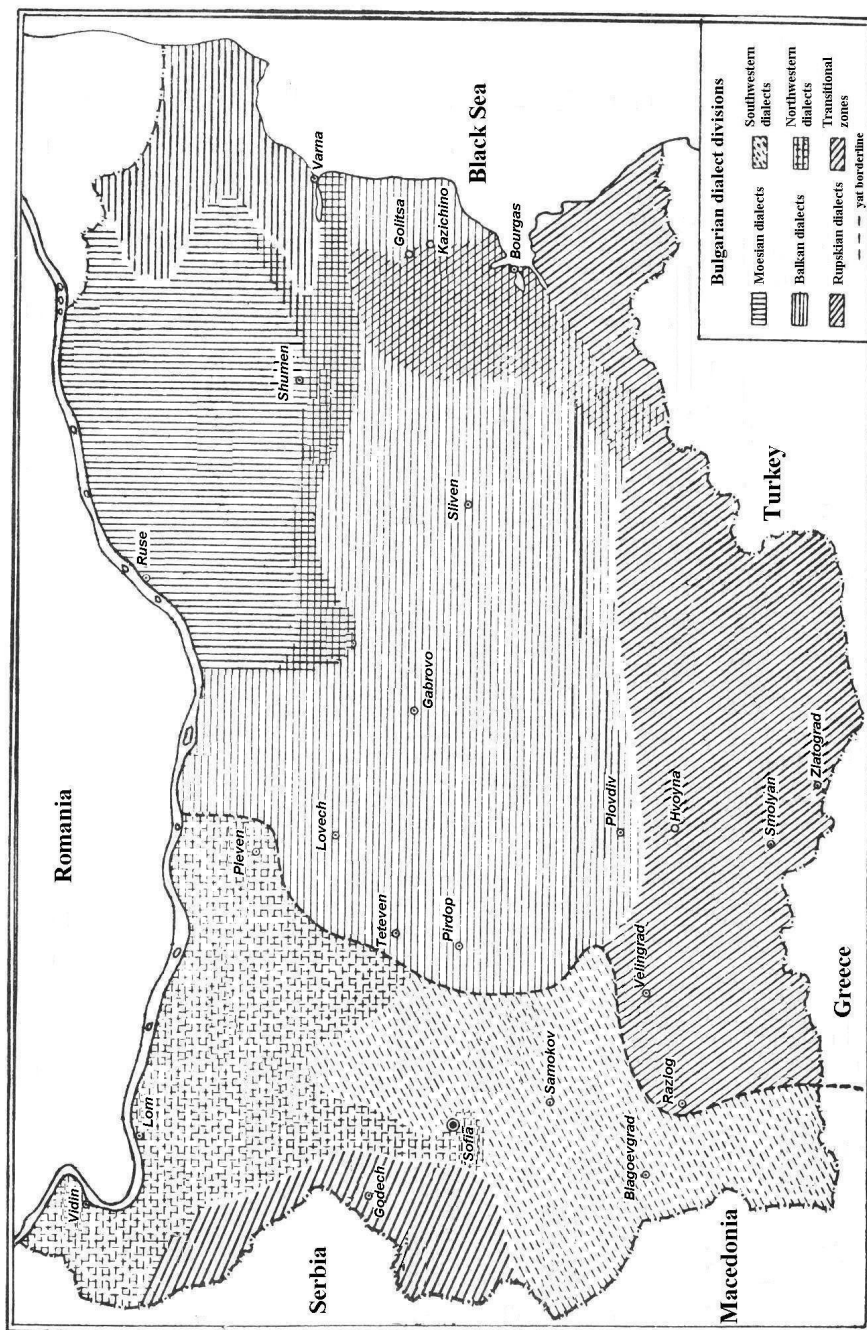 Romania
Black Sea
Serbia
Macedonia
Greece
Turkey
Vidin
Lom
Pleven
Ruse
Shumen
Varna
Godech
Sofia
Teteven
Lovech
Pirdop
Gabrovo
Sliven
Golitsa
Kazichino
Bourgas
Samokov
Blagoevgrad
Razlog
Velingrad
Plovdiv
Hvoyna
Smolyan
Zlatograd
Bulgarian dialect divisions
Moesian dialects
Southwestern
dialects
Balkan dialects
Northwestern
dialects
Rupskian dialects
Transitional
zones
yat borderline